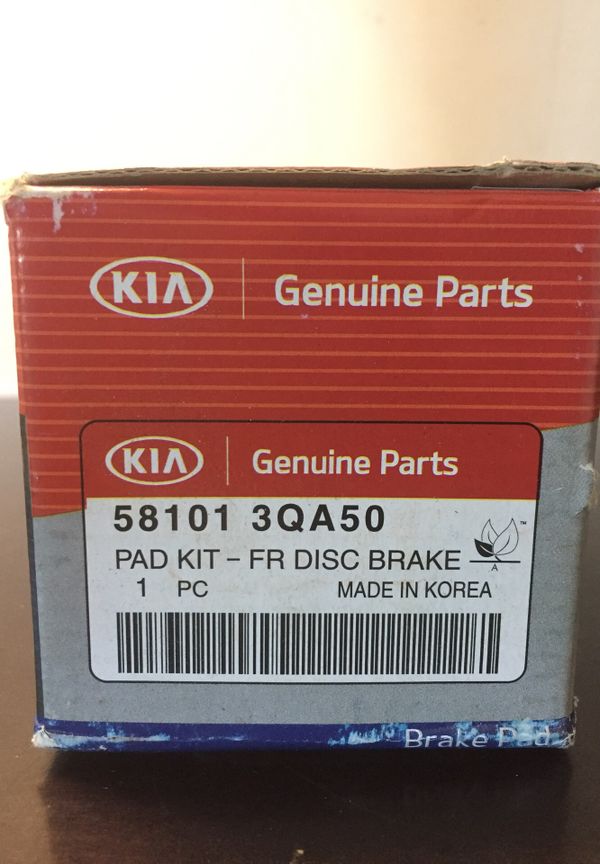 KIA Genuine Parts
KIA Genuine Parts
58101 3QA50
™
PAD KIT – FR DISC BRAKE
A
1 PC MADE IN KOREA
Brake Pad